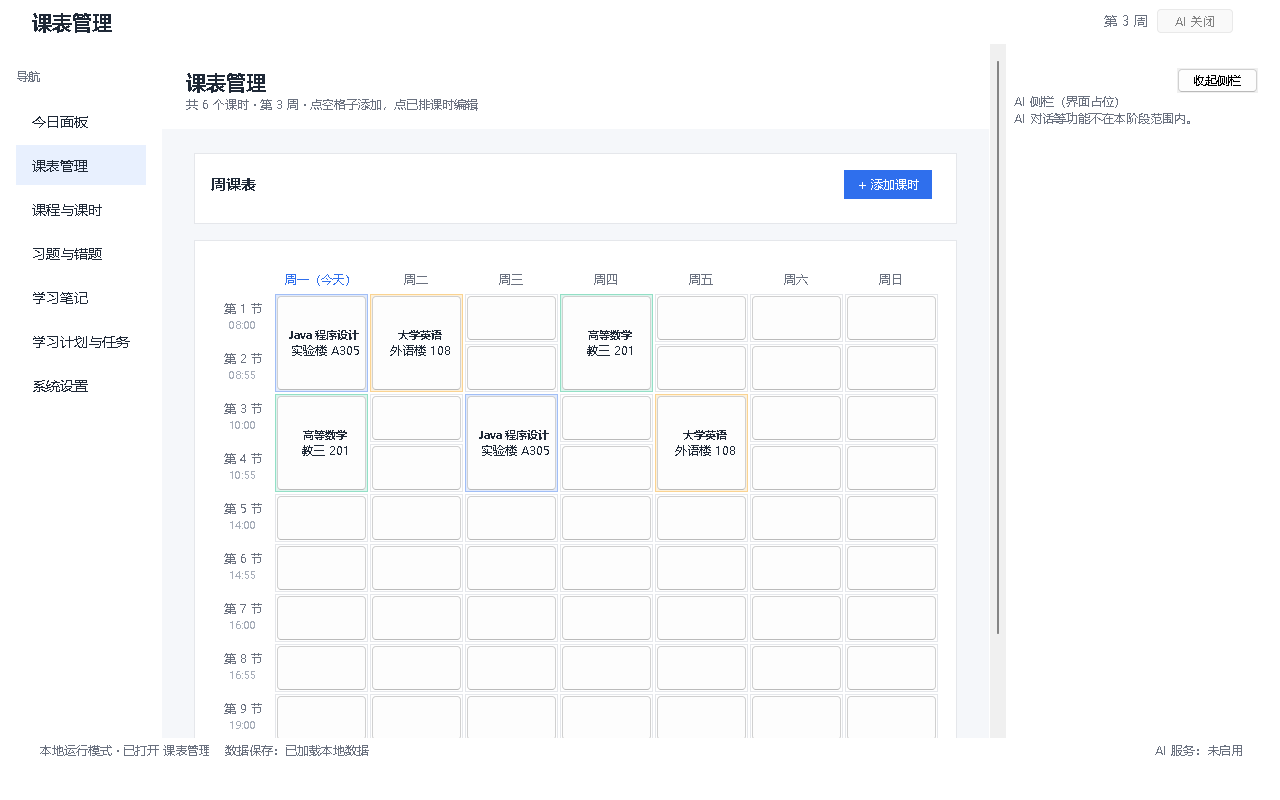 课表管理
第 3 周
AI 关闭
导航
今日面板
课表管理
课程与课时
习题与错题
学习笔记
学习计划与任务
系统设置
课表管理
共 6 个课时 · 第 3 周 · 点空格子添加，点已排课时编辑
周课表
+ 添加课时
周一（今天）
周二
周三
周四
周五
周六
周日
第 1 节
08:00
Java 程序设计
实验楼 A305
大学英语
外语楼 108
高等数学
教三 201
第 2 节
08:55
第 3 节
10:00
高等数学
教三 201
Java 程序设计
实验楼 A305
大学英语
外语楼 108
第 4 节
10:55
第 5 节
14:00
第 6 节
14:55
第 7 节
16:00
第 8 节
16:55
第 9 节
19:00
收起侧栏
AI 侧栏（界面占位）
AI 对话等功能不在本阶段范围内。
本地运行模式 · 已打开 课表管理
数据保存：已加载本地数据
AI 服务：未启用